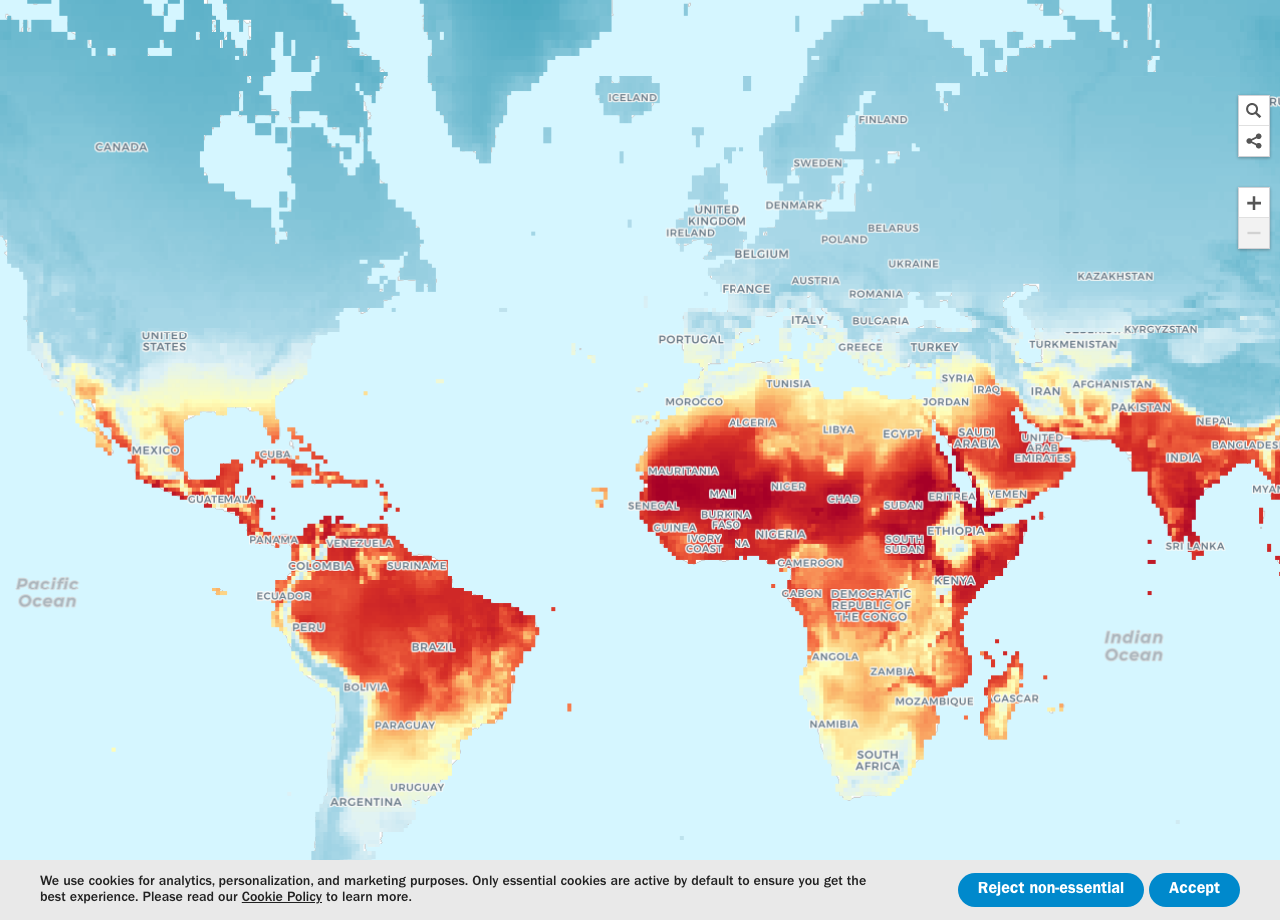 ICELAND
FINLAND
CANADA
SWEDEN
UNITED
KINGDOM
DENMARK
IRELAND
BELARUS
POLAND
BELGIUM
UKRAINE
KAZAKHSTAN
AUSTRIA
FRANCE
ROMANIA
ITALY
BULGARIA
KYRGYZSTAN
UNITED
STATES
PORTUGAL
GREECE
TURKEY
TURKMENISTAN
TUNISIA
SYRIA
IRAQ
IRAN
AFGHANISTAN
MOROCCO
JORDAN
PAKISTAN
ALGERIA
LIBYA
EGYPT
NEPAL
SAUDI
ARABIA
UNITED
ARAB
EMIRATES
BANGLADESH
MEXICO
CUBA
INDIA
MAURITANIA
NIGER
MALI
CHAD
ERITREA
YEMEN
MYAN
GUATEMALA
SENEGAL
SUDAN
BURKINA
FASO
GUINEA
ETHIOPIA
NIGERIA
IVORY
COAST
NA
SOUTH
SUDAN
PANAMA
VENEZUELA
SRI LANKA
COLOMBIA
SURINAME
CAMEROON
KENYA
Pacific
Ocean
ECUADOR
GABON
DEMOCRATIC
REPUBLIC OF
THE CONGO
PERU
BRAZIL
Indian
Ocean
ANGOLA
ZAMBIA
BOLIVIA
MOZAMBIQUE
GASCAR
PARAGUAY
NAMIBIA
SOUTH
AFRICA
URUGUAY
ARGENTINA
We use cookies for analytics, personalization, and marketing purposes. Only essential cookies are active by default to ensure you get the
best experience. Please read our Cookie Policy to learn more.
Reject non-essential
Accept